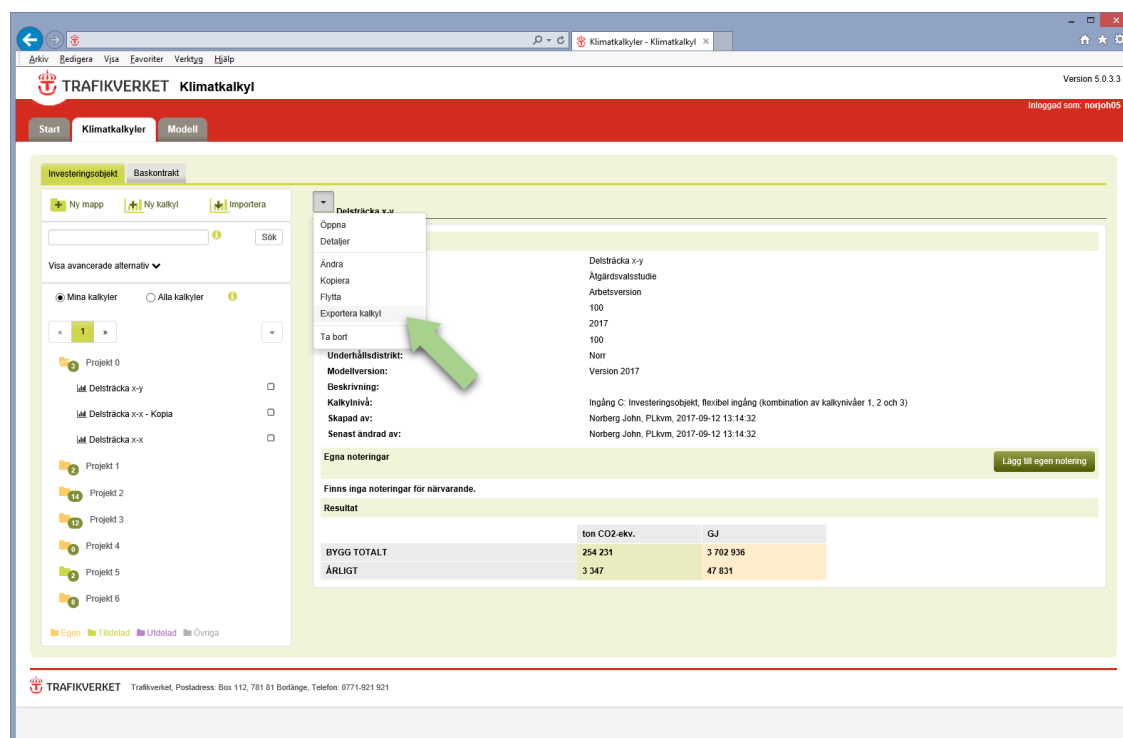 Klimatkalkyler - Klimatkalkyl
Arkiv Redigera Visa Favoriter Verktyg Hjälp
TRAFIKVERKET Klimatkalkyl
Version 5.0.3.3
Inloggad som: norjoh05
Start Klimatkalkyler Modell
Investeringsobjekt Baskontrakt
Ny mapp Ny kalkyl Importera
Sök
Visa avancerade alternativ
Mina kalkyler Alla kalkyler
« 1 »
3 Projekt 0
Delsträcka x-y
Delsträcka x-x - Kopia
Delsträcka x-x
2 Projekt 1
14 Projekt 2
12 Projekt 3
0 Projekt 4
2 Projekt 5
8 Projekt 6
Egen Tilldelad Utdelad Övriga
Delsträcka x-y
Öppna
Detaljer
Ändra
Kopiera
Flytta
Exportera kalkyl
Ta bort
Delsträcka x-y
Åtgärdsvalsstudie
Arbetsversion
100
2017
100
Underhållsdistrikt: Norr
Modellversion: Version 2017
Beskrivning:
Kalkylnivå: Ingång C: Investeringsobjekt, flexibel ingång (kombination av kalkynivåer 1, 2 och 3)
Skapad av: Norberg John, PLkvm, 2017-09-12 13:14:32
Senast ändrad av: Norberg John, PLkvm, 2017-09-12 13:14:32
Egna noteringar Lägg till egen notering
Finns inga noteringar för närvarande.
Resultat
ton CO2-ekv. GJ
BYGG TOTALT 254 231 3 702 936
ÅRLIGT 3 347 47 831
TRAFIKVERKET Trafikverket, Postadress: Box 112, 781 81 Borlänge, Telefon: 0771-921 921